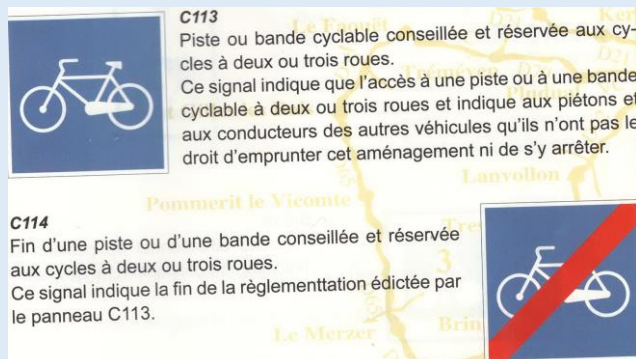 C113
Piste ou bande cyclable conseillée et réservée aux cy-
cles à deux ou trois roues.
Ce signal indique que l'accès à une piste ou à une bande
cyclable à deux ou trois roues et indique aux piétons et
aux conducteurs des autres véhicules qu'ils n'ont pas le
droit d'emprunter cet aménagement ni de s'y arrêter.
Lanvollon
Pommerit le Vicomte
C114
Fin d'une piste ou d'une bande conseillée et réservée
aux cycles à deux ou trois roues.
Ce signal indique la fin de la règlementtation édictée par
le panneau C113.
3
Le Merzer